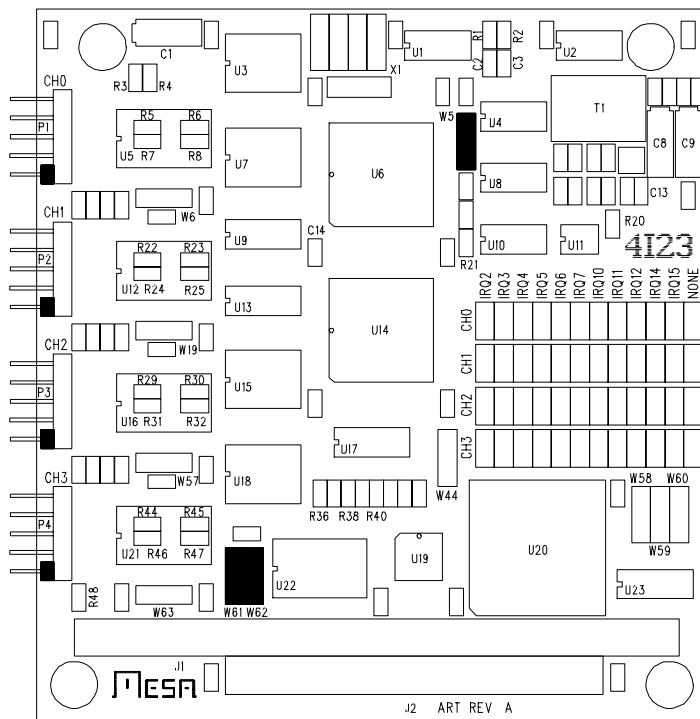 C1
R1 R2
U1
U2
U3
X1
R3 R4
C2 C3
CH0
P1
R5 R6
U5 R7 R8
U7
U6
W5
U4
T1
C8 C9
U8
C13
CH1
W6
P2
R22 R23
U12 R24 R25
U9
C14
R21
U10
U11
R20
4I23
IRQ2 IRQ3 IRQ4 IRQ5 IRQ6 IRQ7 IRQ10 IRQ11 IRQ12 IRQ14 IRQ15 NONE
CH0
CH1
CH2
CH3
U13
U14
CH2
W19
P3
R29 R30
U16 R31 R32
U15
U17
W44
CH3
W57
P4
R44 R45
U21 R46 R47
U18
R36 R38 R40
W58 W60
W59
U19
U20
U22
U23
R48
W63
W61 W62
J1
MESA
J2 ART REV A